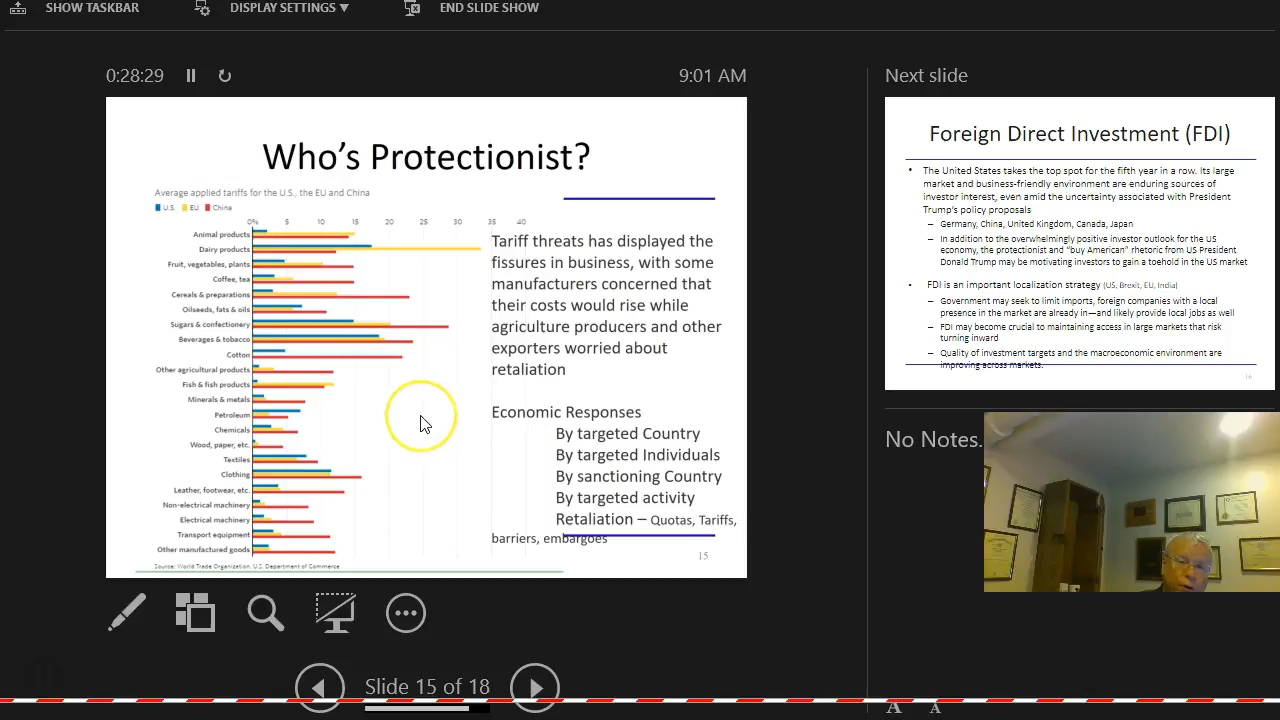 SHOW TASKBAR
DISPLAY SETTINGS ▼
END SLIDE SHOW
0:28:29
9:01 AM
Who's Protectionist?
Average applied tariffs for the U.S., the EU and China
U.S. EU China
0% 5 10 15 20 25 30 35 40
Animal products
Dairy products
Fruit, vegetables, plants
Coffee, tea
Cereals & preparations
Oilseeds, fats & oils
Sugars & confectionery
Beverages & tobacco
Cotton
Other agricultural products
Fish & fish products
Minerals & metals
Petroleum
Chemicals
Wood, paper, etc.
Textiles
Clothing
Leather, footwear, etc.
Non-electrical machinery
Electrical machinery
Transport equipment
Other manufactured goods
Source: World Trade Organization, U.S. Department of Commerce
Tariff threats has displayed the
fissures in business, with some
manufacturers concerned that
their costs would rise while
agriculture producers and other
exporters worried about
retaliation
Economic Responses
By targeted Country
By targeted Individuals
By sanctioning Country
By targeted activity
Retaliation – Quotas, Tariffs,
barriers, embargoes
15
Slide 15 of 18
Next slide
Foreign Direct Investment (FDI)
• The United States takes the top spot for the fifth year in a row. Its large
market and business-friendly environment are enduring sources of
investor interest, even amid the uncertainty associated with President
Trump's policy proposals
– Germany, China, United Kingdom, Canada, Japan
– In addition to the overwhelmingly positive investor outlook for the US
economy, the protectionist and "buy American" rhetoric from US President
Donald Trump may be motivating investors to gain a toehold in the US market
• FDI is an important localization strategy (US, Brexit, EU, India)
– government may seek to limit imports, foreign companies with a local
presence in the market are already in—and likely provide local jobs as well
– FDI may become crucial to maintaining access in large markets that risk
turning inward
– Quality of investment targets and the macroeconomic environment are
improving across markets.
16
No Notes.
A A